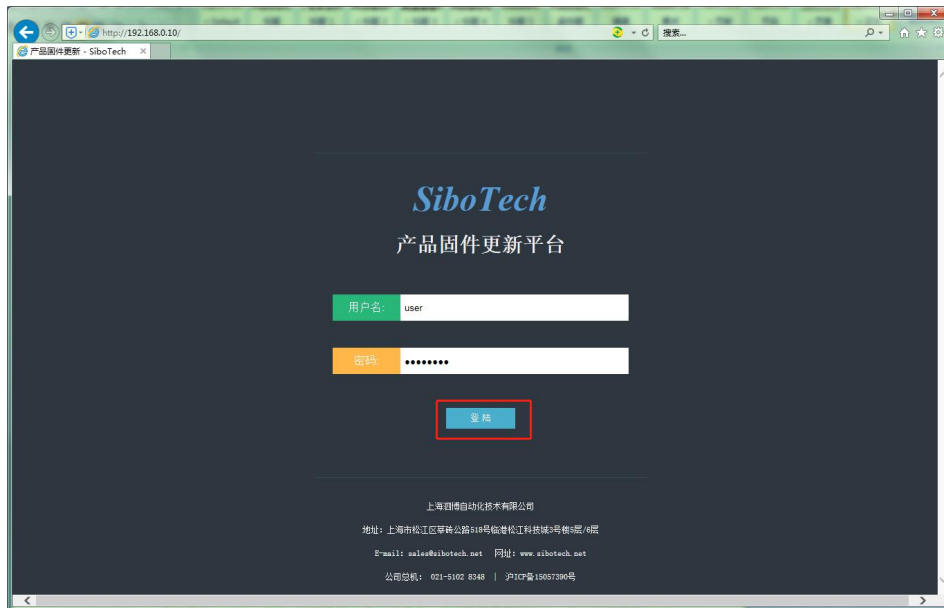 http://192.168.0.10/
搜索...
产品固件更新 - SiboTech
SiboTech
产品固件更新平台
用户名:
user
密码:
••••••••
登 陆
上海泗博自动化技术有限公司
地址: 上海市松江区莘砖公路518号临港松江科技城3号楼5层/6层
E-mail: sales@sibotech.net 网址: www.sibotech.net
公司总机: 021-5102 8348 | 沪ICP备15057390号